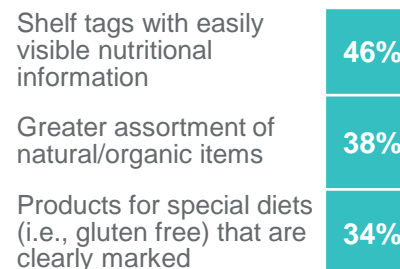 Shelf tags with easily
visible nutritional
information
46%
Greater assortment of
natural/organic items
38%
Products for special diets
(i.e., gluten free) that are
clearly marked
34%